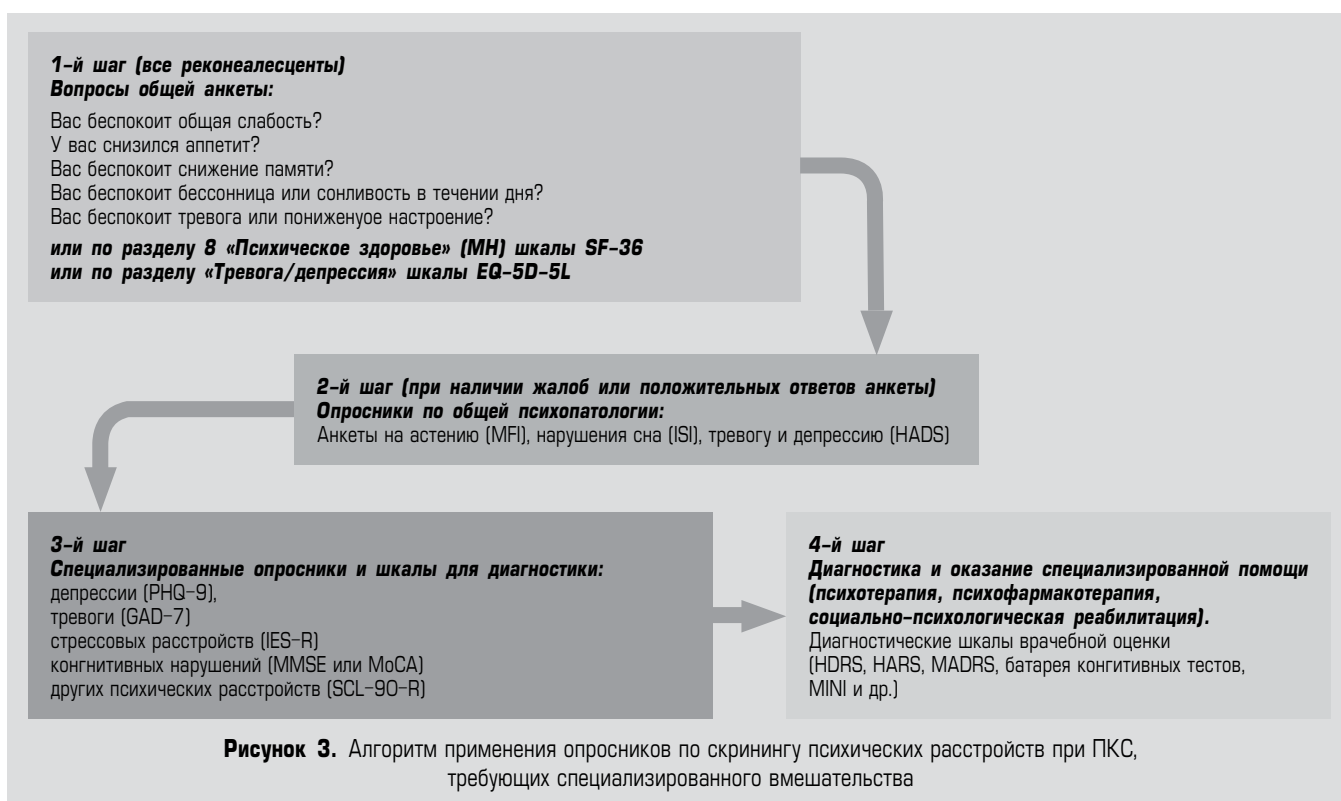 1-й шаг (все реконеалесценты)
Вопросы общей анкеты:
Вас беспокоит общая слабость?
У вас снизился аппетит?
Вас беспокоит снижение памяти?
Вас беспокоит бессонница или сонливость в течении дня?
Вас беспокоит тревога или пониженуое настроение?
или по разделу 8 «Психическое здоровье» (МН) шкалы SF-36
или по разделу «Тревога/депрессия» шкалы EQ-5D-5L
2-й шаг (при наличии жалоб или положительных ответов анкеты)
Опросники по общей психопатологии:
Анкеты на астению (MFI), нарушения сна (ISI), тревогу и депрессию (HADS)
3-й шаг
Специализированные опросники и шкалы для диагностики:
депрессии (PHQ-9),
тревоги (GAD-7)
стрессовых расстройств (IES-R)
конгнитивных нарушений (MMSE или MoCA)
других психических расстройств (SCL-90-R)
4-й шаг
Диагностика и оказание специализированной помощи
(психотерапия, психофармакотерапия,
социально-психологическая реабилитация).
Диагностические шкалы врачебной оценки
(HDRS, HARS, MADRS, батарея конгитивных тестов,
MINI и др.)
Рисунок 3. Алгоритм применения опросников по скринингу психических расстройств при ПКС,
требующих специализированного вмешательства